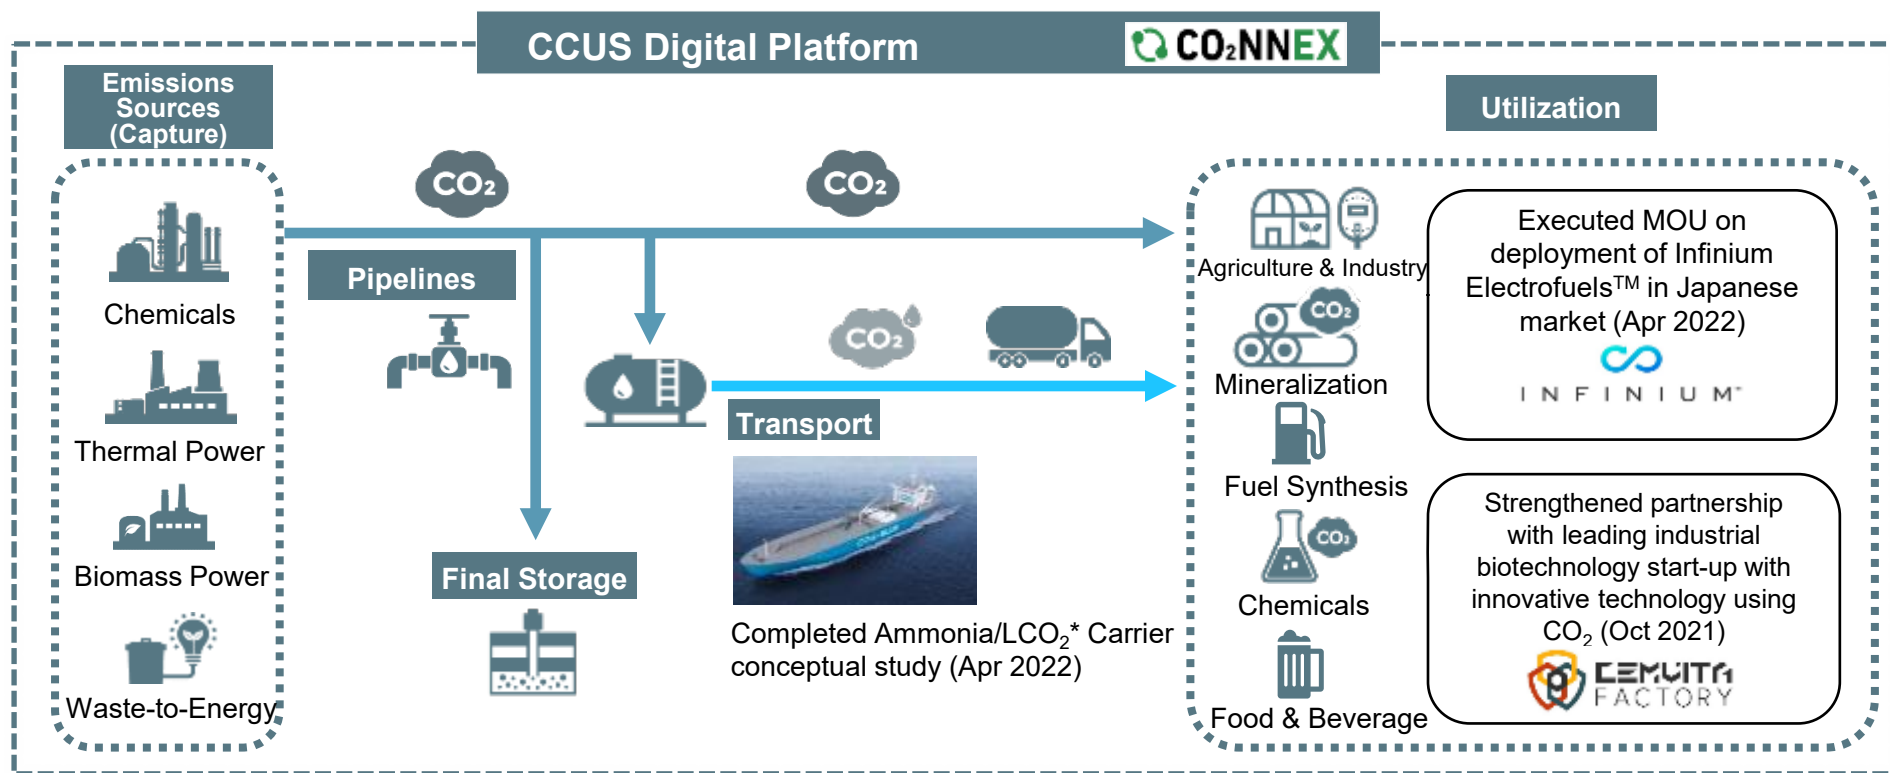 CCUS Digital Platform
CO₂NNEX
Emissions
Sources
(Capture)
Utilization
CO₂
CO₂
Pipelines
Chemicals
Thermal Power
Biomass Power
Waste-to-Energy
CO₂
Transport
Final Storage
Completed Ammonia/LCO₂* Carrier
conceptual study (Apr 2022)
Agriculture & Industry
CO₂
Mineralization
Fuel Synthesis
CO₂
Chemicals
Food & Beverage
Executed MOU on
deployment of Infinium
Electrofuels™ in Japanese
market (Apr 2022)
INFINIUM™
Strengthened partnership
with leading industrial
biotechnology start-up with
innovative technology using
CO₂ (Oct 2021)
CEMVITA
FACTORY